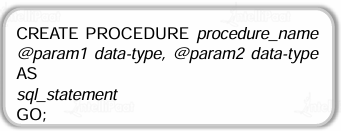 CREATE PROCEDURE procedure_name
@param1 data-type, @param2 data-type
AS
sql_statement
GO;